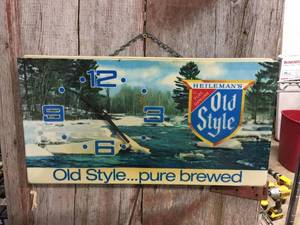 12
9
3
6
HEILEMAN'S
Old
Style
Old Style...pure brewed